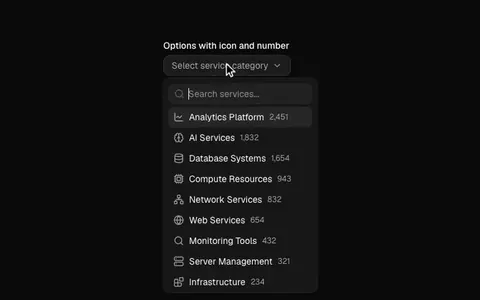 Options with icon and number
Select service category
Search services...
Analytics Platform 2,451
AI Services 1,832
Database Systems 1,654
Compute Resources 943
Network Services 832
Web Services 654
Monitoring Tools 432
Server Management 321
Infrastructure 234